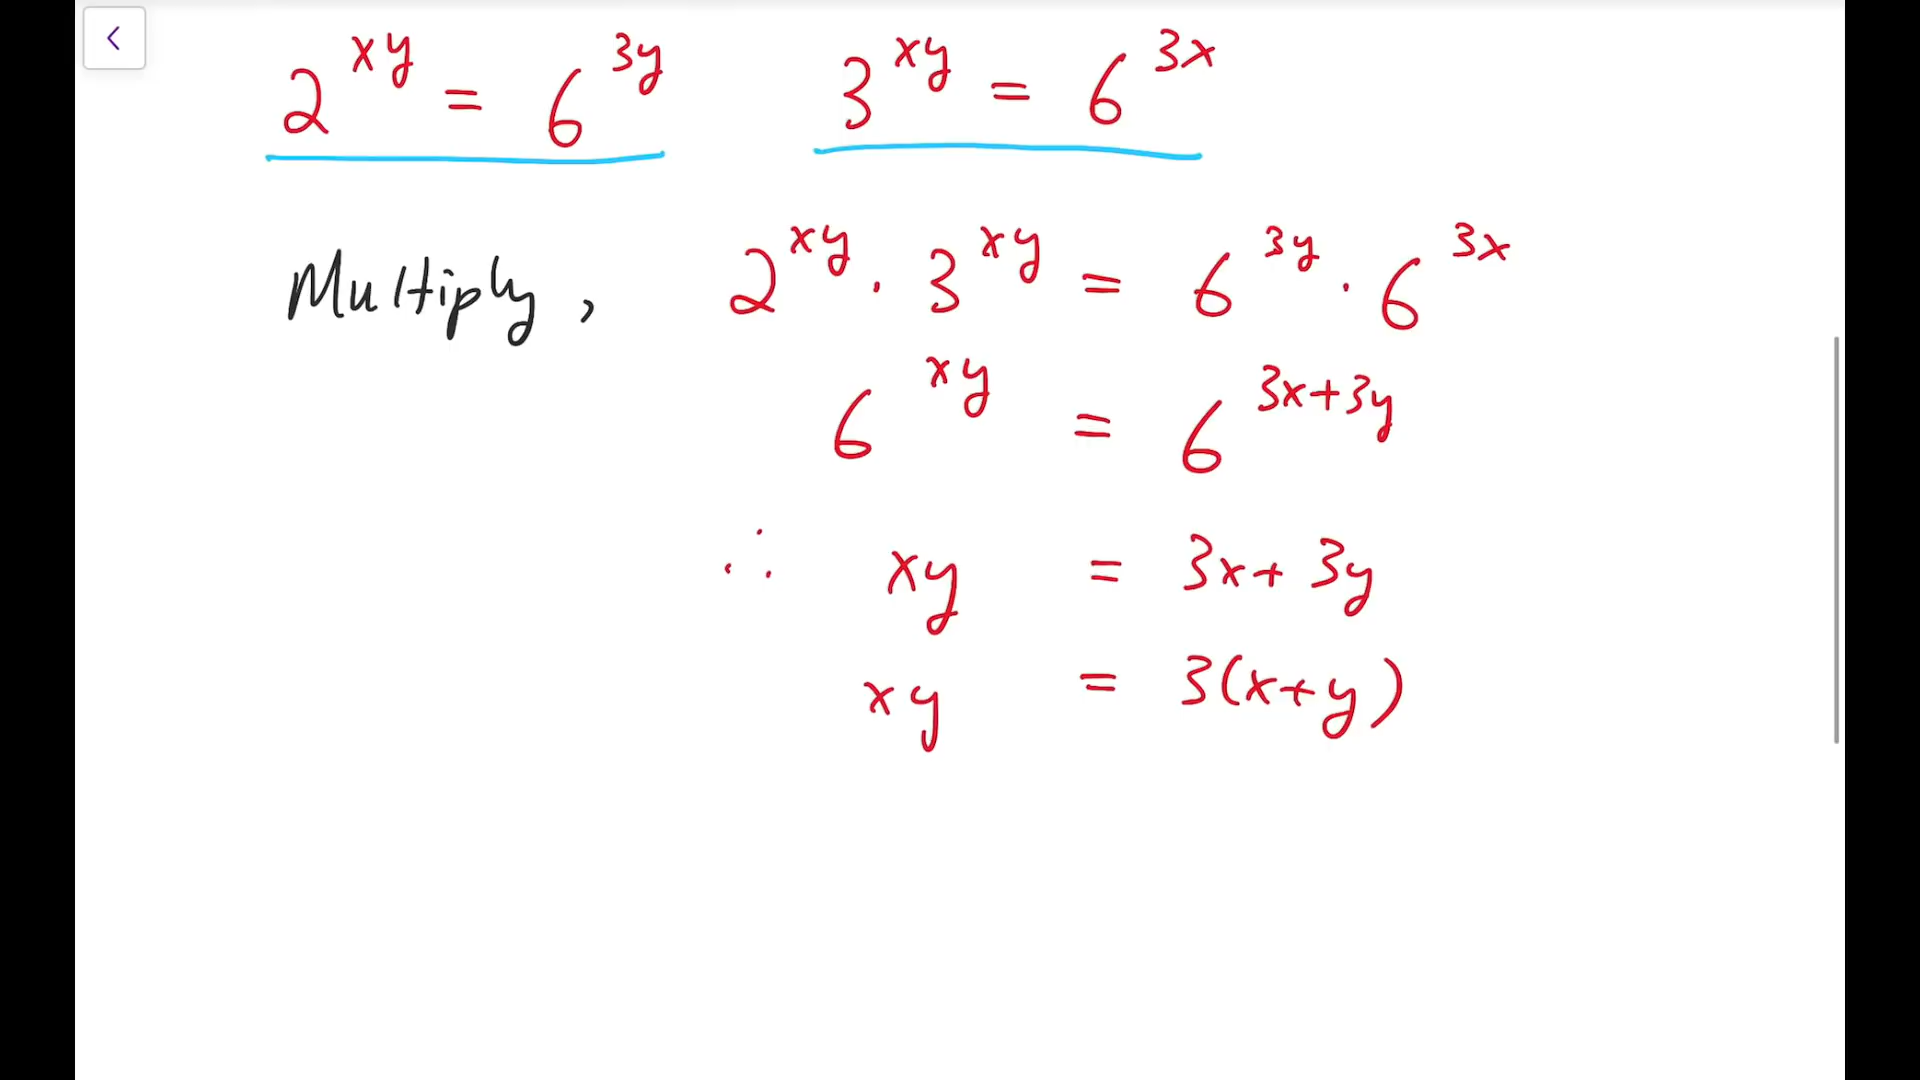 2^{xy} = 6^{3y} 3^{xy} = 6^{3x}
Multiply, 2^{xy} · 3^{xy} = 6^{3y} · 6^{3x}
6^{xy} = 6^{3x+3y}
∴ xy = 3x+3y
xy = 3(x+y)